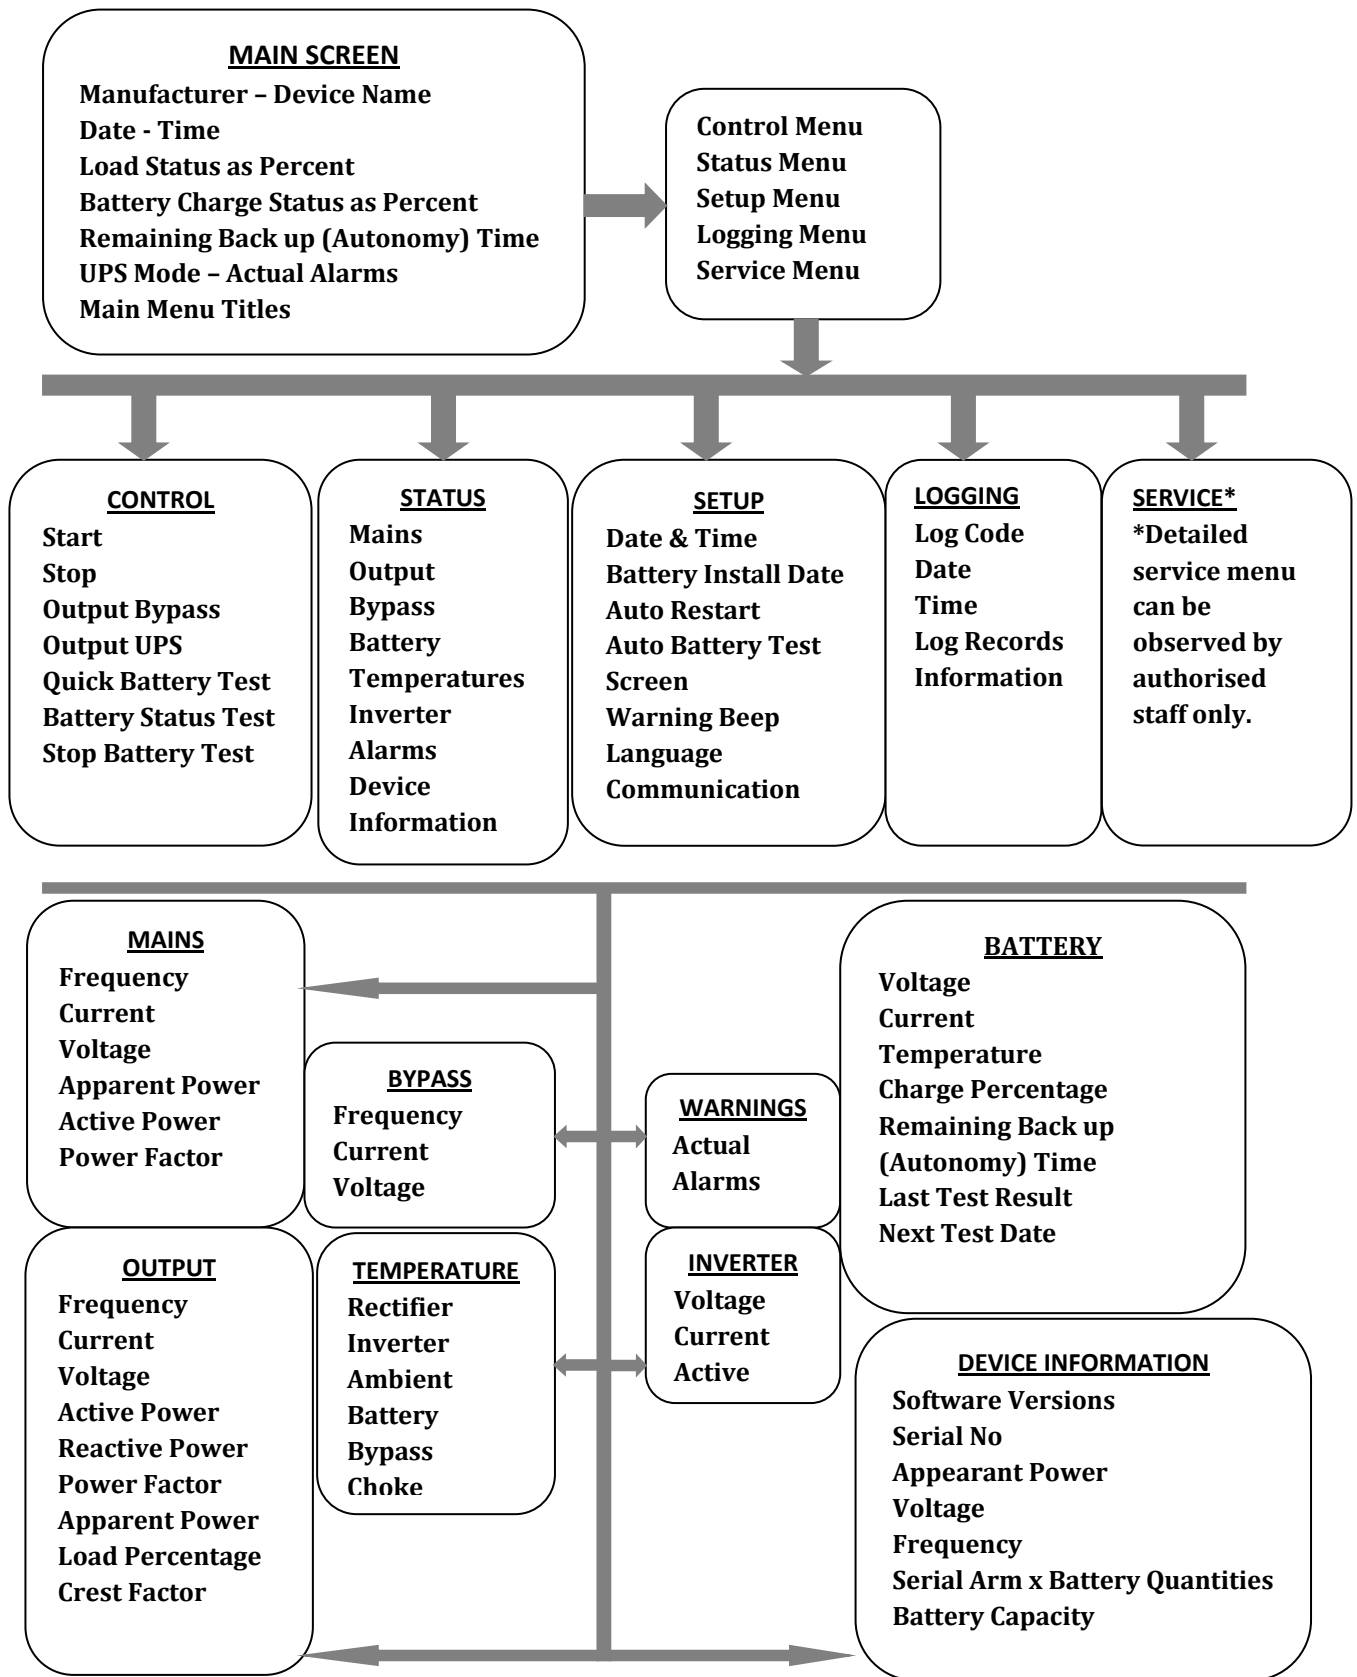 MAIN SCREEN
Manufacturer – Device Name
Date - Time
Load Status as Percent
Battery Charge Status as Percent
Remaining Back up (Autonomy) Time
UPS Mode – Actual Alarms
Main Menu Titles
Control Menu
Status Menu
Setup Menu
Logging Menu
Service Menu
CONTROL
Start
Stop
Output Bypass
Output UPS
Quick Battery Test
Battery Status Test
Stop Battery Test
STATUS
Mains
Output
Bypass
Battery
Temperatures
Inverter
Alarms
Device
Information
SETUP
Date & Time
Battery Install Date
Auto Restart
Auto Battery Test
Screen
Warning Beep
Language
Communication
LOGGING
Log Code
Date
Time
Log Records
Information
SERVICE*
*Detailed
service menu
can be
observed by
authorised
staff only.
MAINS
Frequency
Current
Voltage
Apparent Power
Active Power
Power Factor
BYPASS
Frequency
Current
Voltage
WARNINGS
Actual
Alarms
BATTERY
Voltage
Current
Temperature
Charge Percentage
Remaining Back up
(Autonomy) Time
Last Test Result
Next Test Date
OUTPUT
Frequency
Current
Voltage
Active Power
Reactive Power
Power Factor
Apparent Power
Load Percentage
Crest Factor
TEMPERATURE
Rectifier
Inverter
Ambient
Battery
Bypass
Choke
INVERTER
Voltage
Current
Active
DEVICE INFORMATION
Software Versions
Serial No
Appearant Power
Voltage
Frequency
Serial Arm x Battery Quantities
Battery Capacity